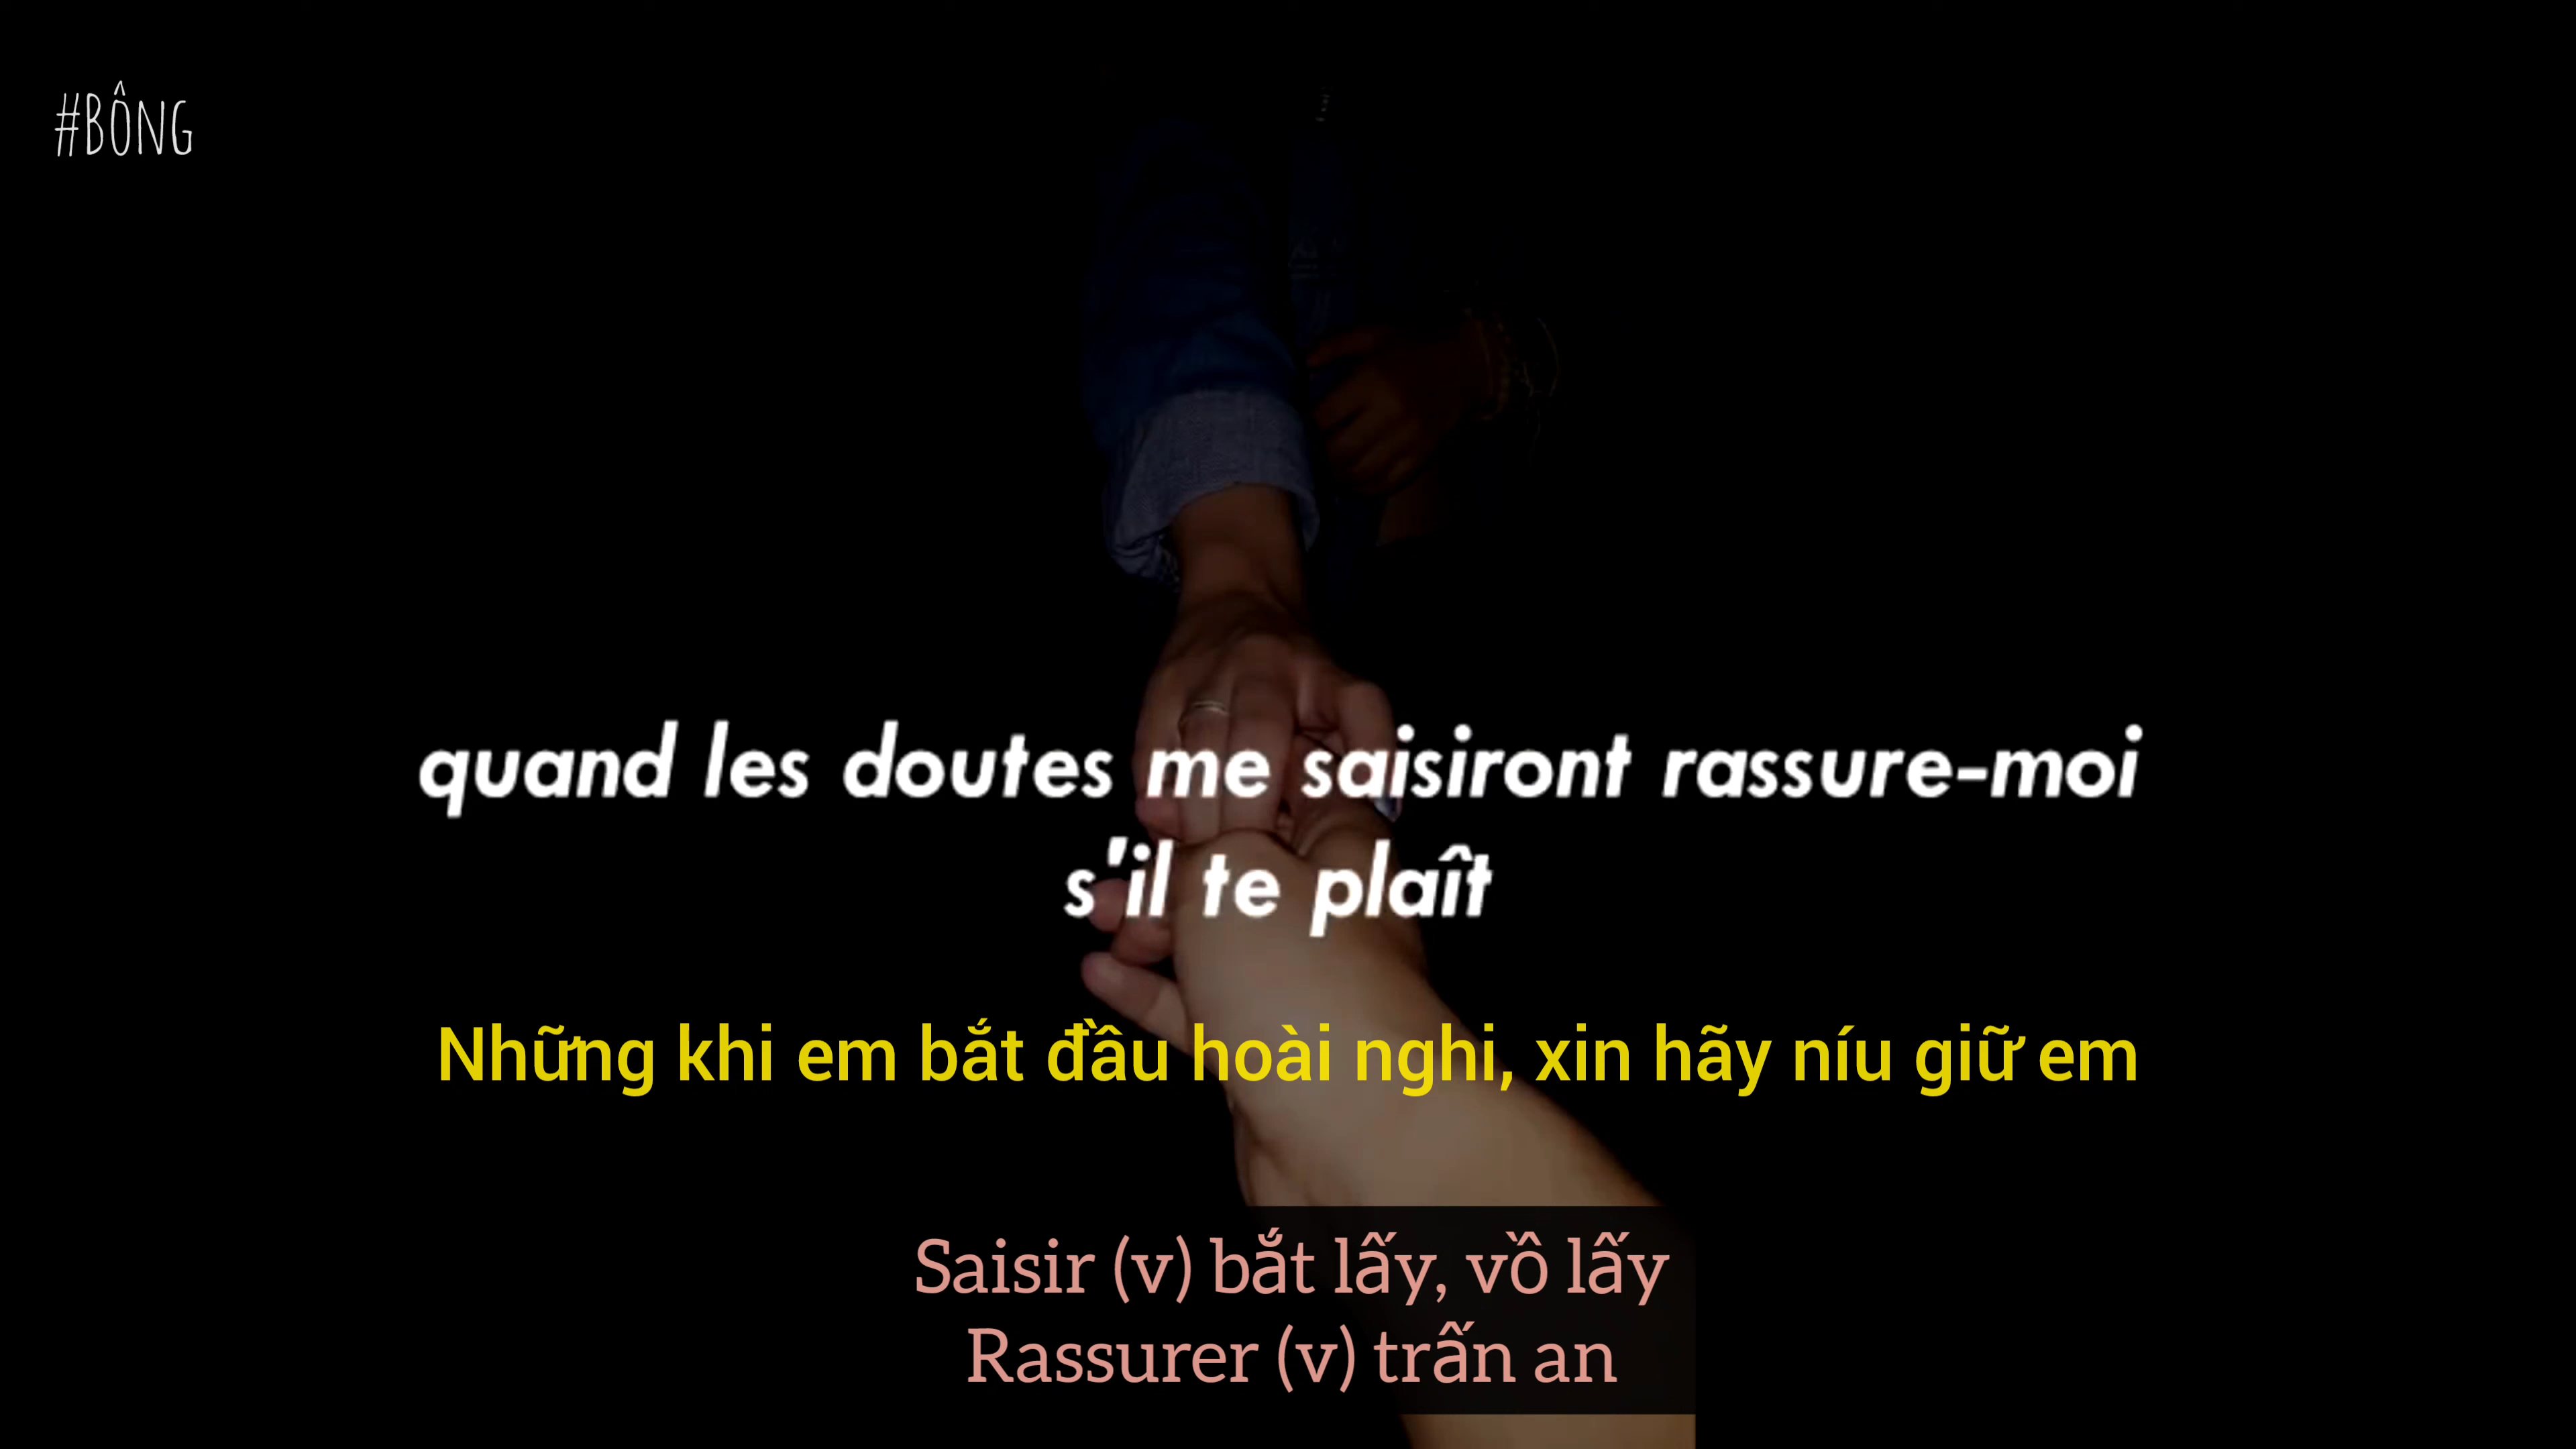 #BÔNG
quand les doutes me saisiront rassure-moi
s'il te plaît
Những khi em bắt đầu hoài nghi, xin hãy níu giữ em
Saisir (v) bắt lấy, vồ lấy
Rassurer (v) trấn an